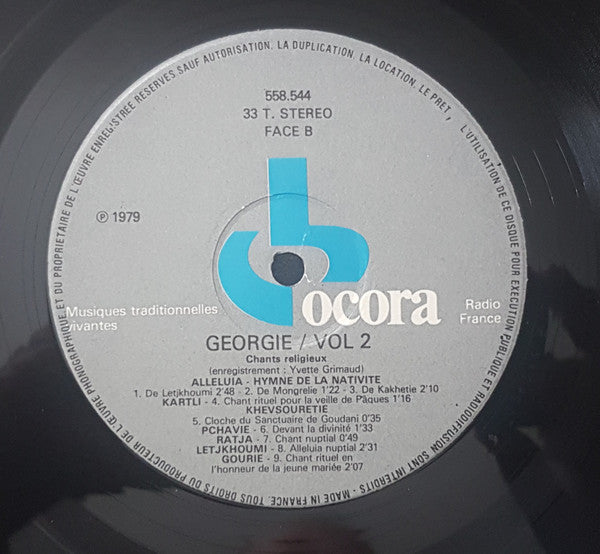 TOUS DROITS DU PRODUCTEUR DE L'ŒUVRE PHONOGRAPHIQUE ET DU PROPRIETAIRE DE L'ŒUVRE ENREGISTREE RESERVES. SAUF AUTORISATION. LA DUPLICATION. LA LOCATION. LE PRET, L'UTILISATION DE CE DISQUE POUR EXECUTION PUBLIQUE ET RADIODIFFUSION SONT INTERDITS - MADE IN FRANCE.
558.544
33 T. STEREO
FACE B
℗ 1979
Musiques traditionnelles
vivantes
ocora
Radio
France
GEORGIE / VOL 2
Chants religieux
(enregistrement : Yvette Grimaud)
ALLELUIA - HYMNE DE LA NATIVITE
1. De Letjkhoumi 2'48 - 2. De Mongrelie 1'22 - 3. De Kakhetie 2'10
KARTLI - 4. Chant rituel pour la veille de Pâques 1'16
KHEVSOURETIE
5. Cloche du Sanctuaire de Goudani 0'35
PCHAVIE - 6. Devant la divinité 1'33
RATJA - 7. Chant nuptial 0'49
LETJKHOUMI - 8. Alleluia nuptial 2'31
GOURIE - 9. Chant rituel en
l'honneur de la jeune mariée 2'07